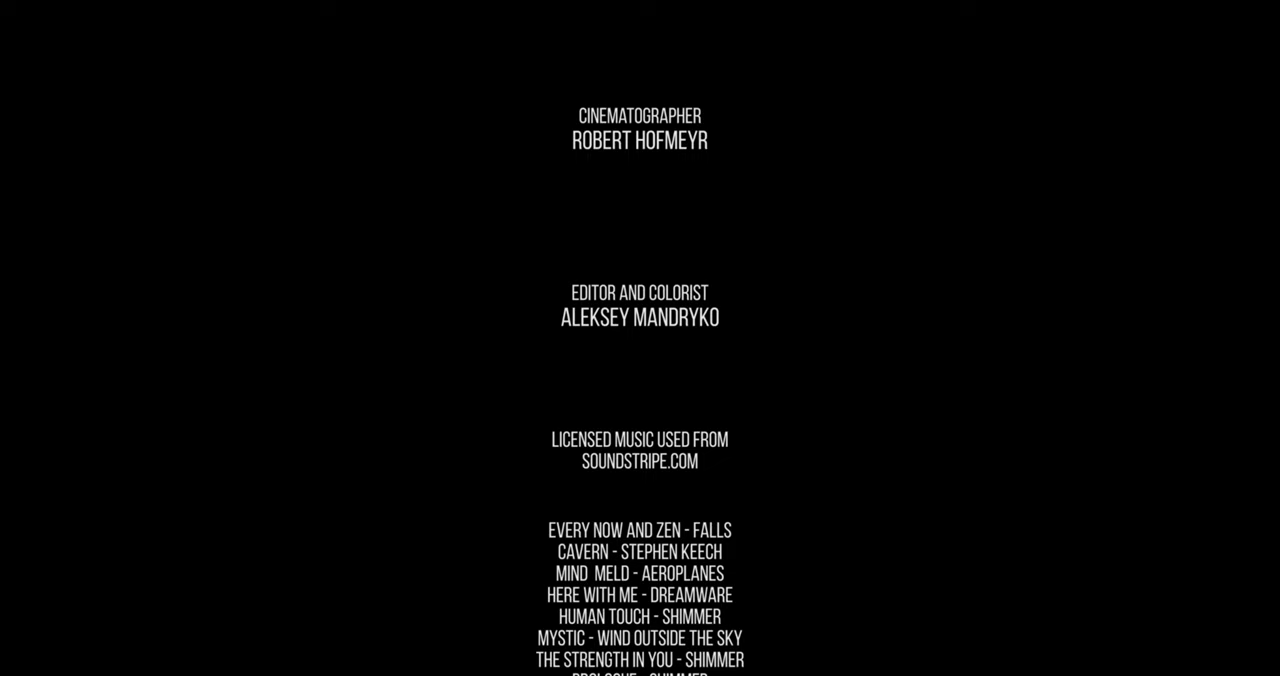 CINEMATOGRAPHER
ROBERT HOFMEYR
EDITOR AND COLORIST
ALEKSEY MANDRYKO
LICENSED MUSIC USED FROM
SOUNDSTRIPE.COM
EVERY NOW AND ZEN - FALLS
CAVERN - STEPHEN KEECH
MIND  MELD - AEROPLANES
HERE WITH ME - DREAMWARE
HUMAN TOUCH - SHIMMER
MYSTIC - WIND OUTSIDE THE SKY
THE STRENGTH IN YOU - SHIMMER
PROLOGUE - SHIMMER